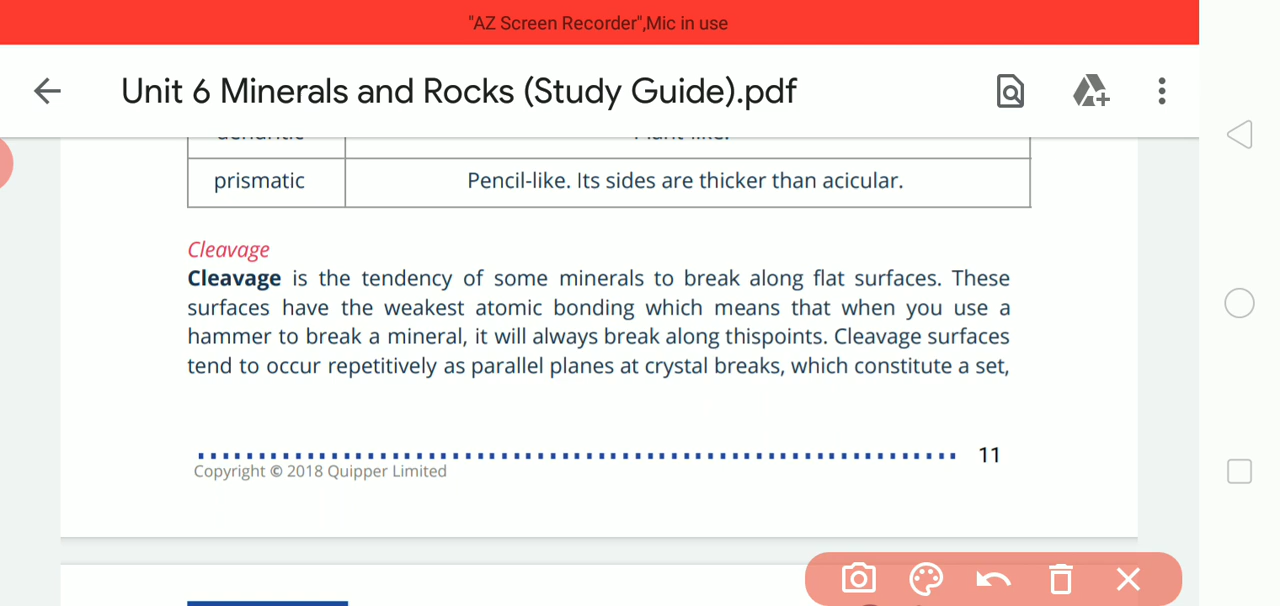 "AZ Screen Recorder",Mic in use
Unit 6 Minerals and Rocks (Study Guide).pdf
prismatic Pencil-like. Its sides are thicker than acicular.
Cleavage
Cleavage is the tendency of some minerals to break along flat surfaces. These
surfaces have the weakest atomic bonding which means that when you use a
hammer to break a mineral, it will always break along thispoints. Cleavage surfaces
tend to occur repetitively as parallel planes at crystal breaks, which constitute a set,
11
Copyright © 2018 Quipper Limited